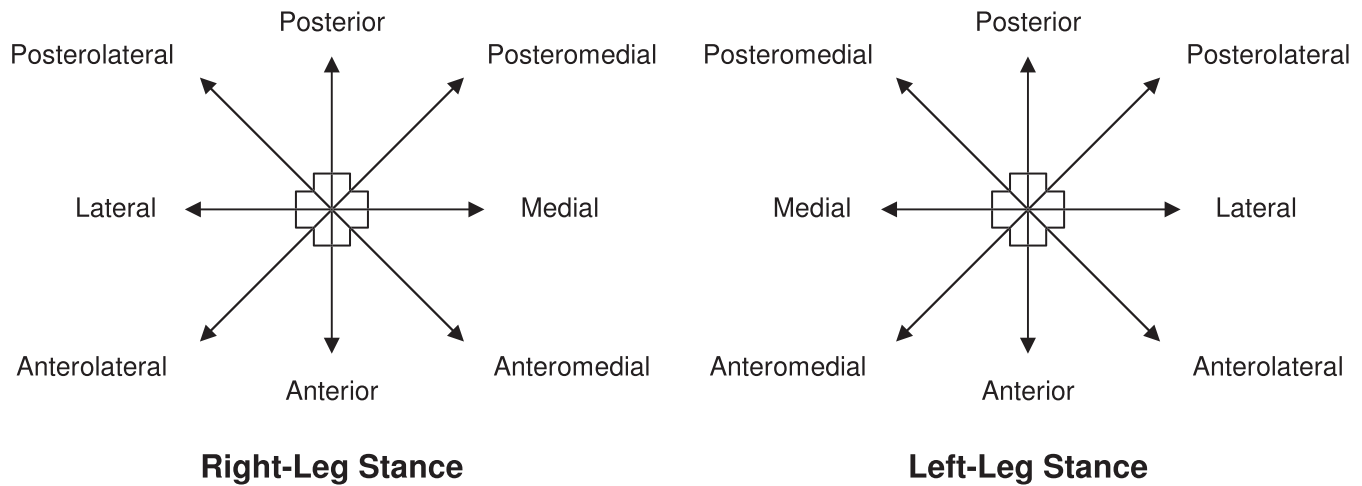 Posterior
Posterolateral
Posteromedial
Lateral
Medial
Anterolateral
Anteromedial
Anterior
Right-Leg Stance
Posterior
Posteromedial
Posterolateral
Medial
Lateral
Anteromedial
Anterolateral
Anterior
Left-Leg Stance